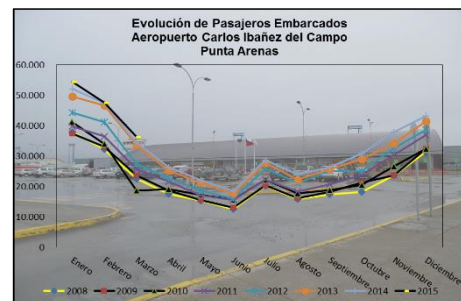 Evolución de Pasajeros Embarcados
Aeropuerto Carlos Ibañez del Campo
Punta Arenas
60.000
50.000
40.000
30.000
20.000
10.000
0
Enero
Febrero
Marzo
Abril
Mayo
Junio
Julio
Agosto
Septiembre
Octubre
Noviembre
Diciembre
2008 2009 2010 2011 2012 2013 2014 2015